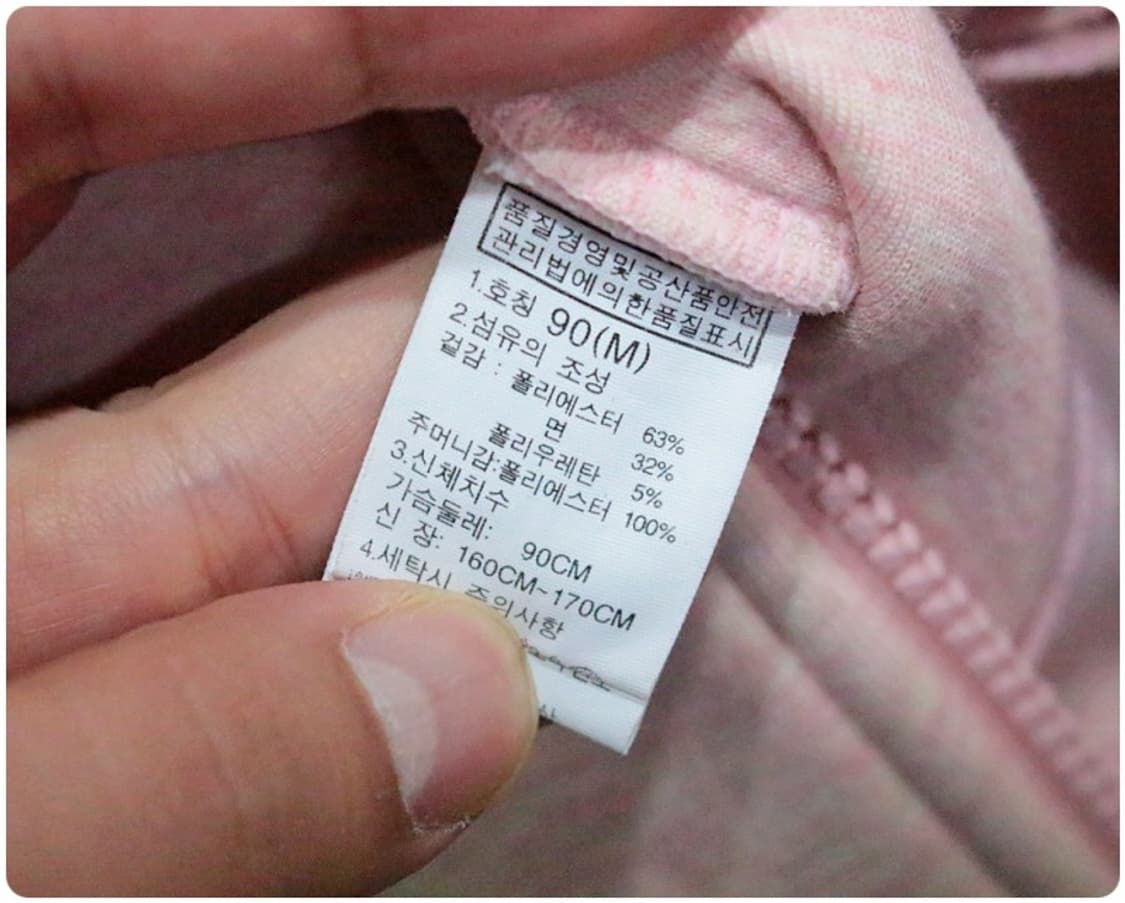 품질경영및공산품안전
관리법에의한품질표시
1.호칭 90(M)
2.섬유의 조성
겉감 : 폴리에스터 63%
면 32%
폴리우레탄 5%
주머니감:폴리에스터 100%
3.신체치수
가슴둘레: 90CM
신 장: 160CM~170CM
4.세탁시 주의사항